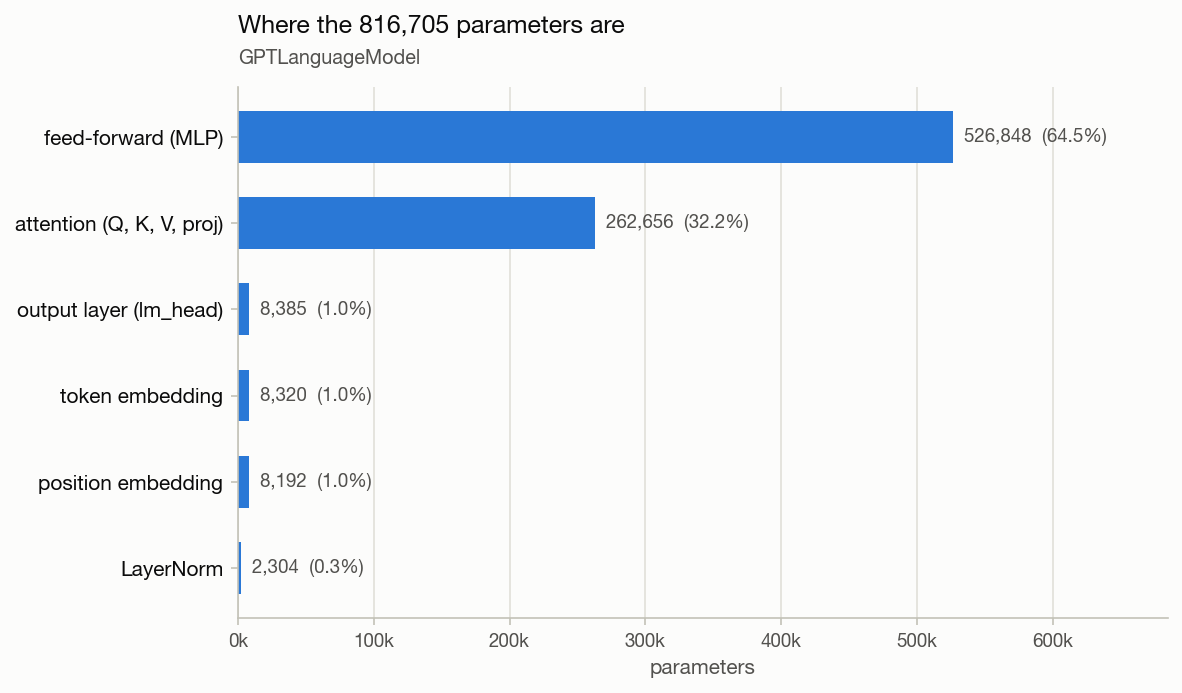 Where the 816,705 parameters are
GPTLanguageModel
feed-forward (MLP) 526,848 (64.5%)
attention (Q, K, V, proj) 262,656 (32.2%)
output layer (lm_head) 8,385 (1.0%)
token embedding 8,320 (1.0%)
position embedding 8,192 (1.0%)
LayerNorm 2,304 (0.3%)
0k 100k 200k 300k 400k 500k 600k
parameters